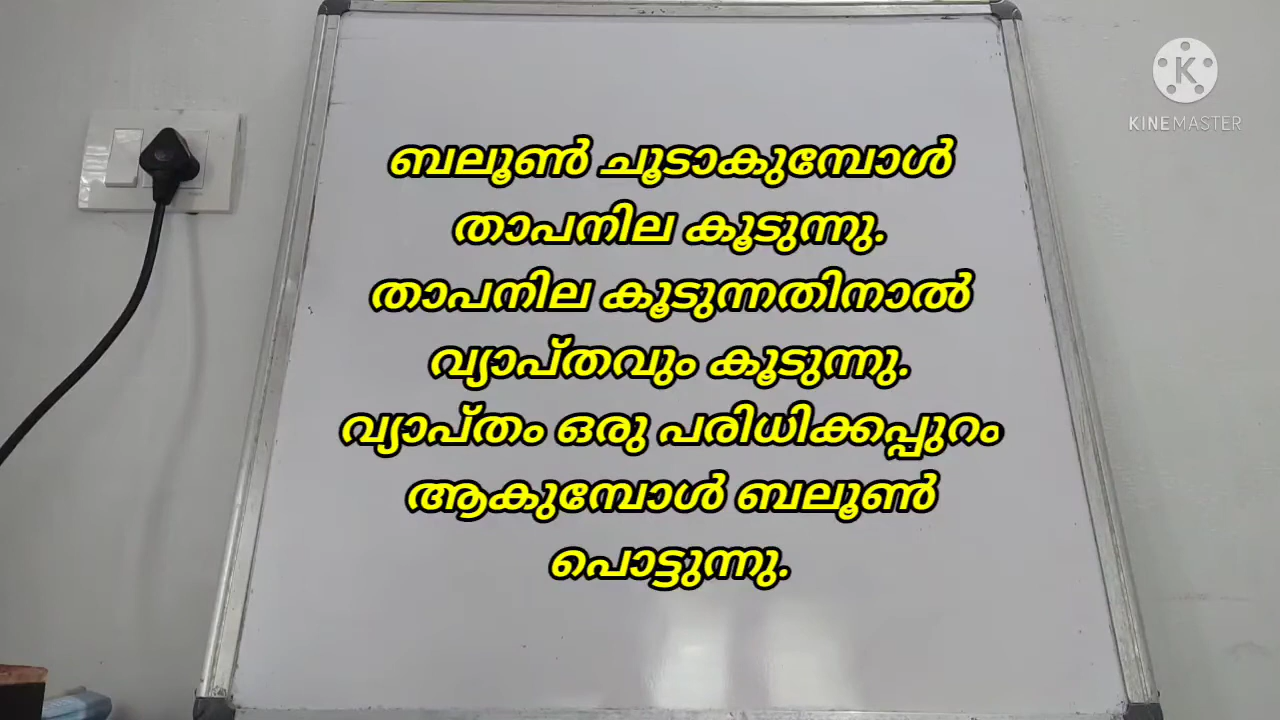 ബലൂൺ ചൂടാകുമ്പോൾ
താപനില കൂടുന്നു.
താപനില കൂടുന്നതിനാൽ
വ്യാപ്തവും കൂടുന്നു.
വ്യാപ്തം ഒരു പരിധിക്കപ്പുറം
ആകുമ്പോൾ ബലൂൺ
പൊട്ടുന്നു.
KINEMASTER